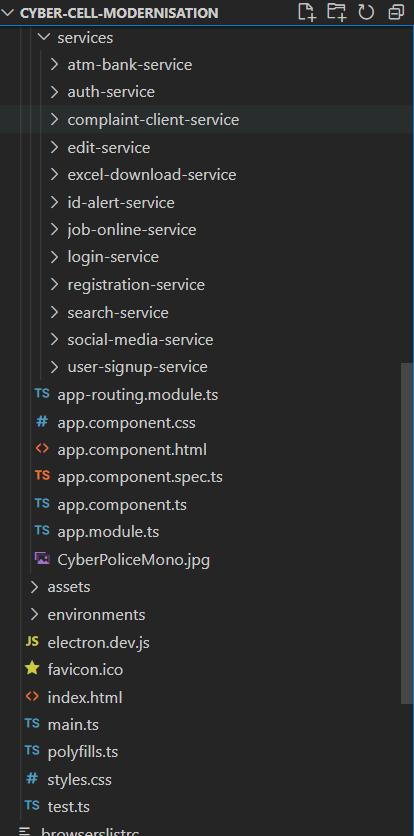 CYBER-CELL-MODERNISATION
services
atm-bank-service
auth-service
complaint-client-service
edit-service
excel-download-service
id-alert-service
job-online-service
login-service
registration-service
search-service
social-media-service
user-signup-service
TS app-routing.module.ts
# app.component.css
<> app.component.html
TS app.component.spec.ts
TS app.component.ts
TS app.module.ts
CyberPoliceMono.jpg
assets
environments
JS electron.dev.js
favicon.ico
<> index.html
TS main.ts
TS polyfills.ts
# styles.css
TS test.ts
browserslistrc